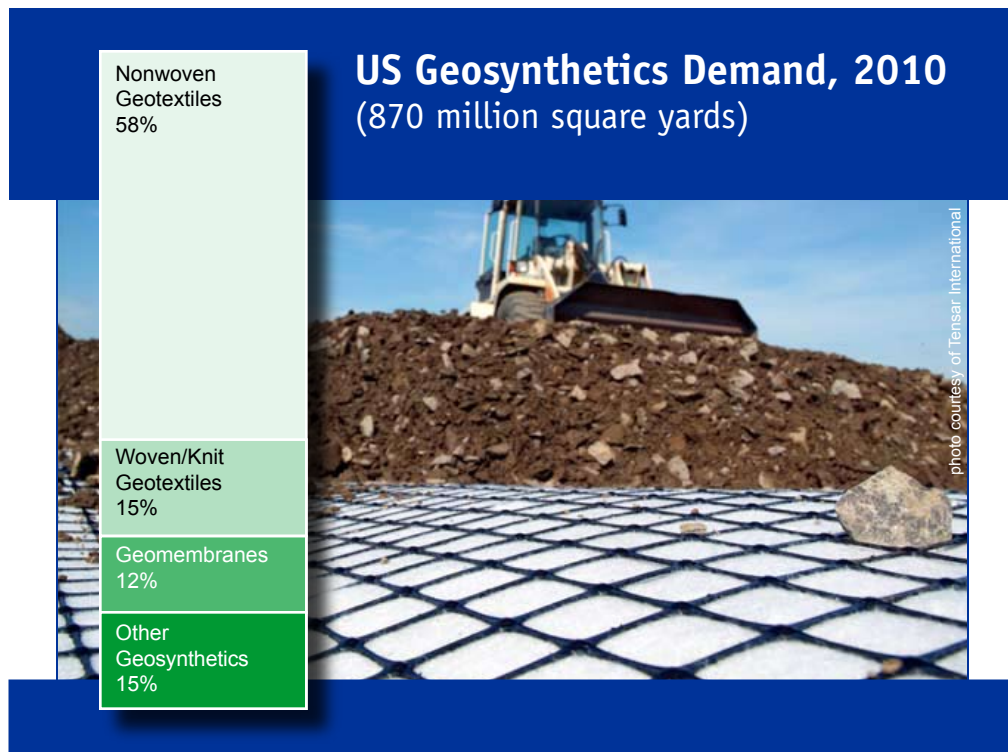 US Geosynthetics Demand, 2010
(870 million square yards)
Nonwoven
Geotextiles
58%
Woven/Knit
Geotextiles
15%
Geomembranes
12%
Other
Geosynthetics
15%
photo courtesy of Tensar International